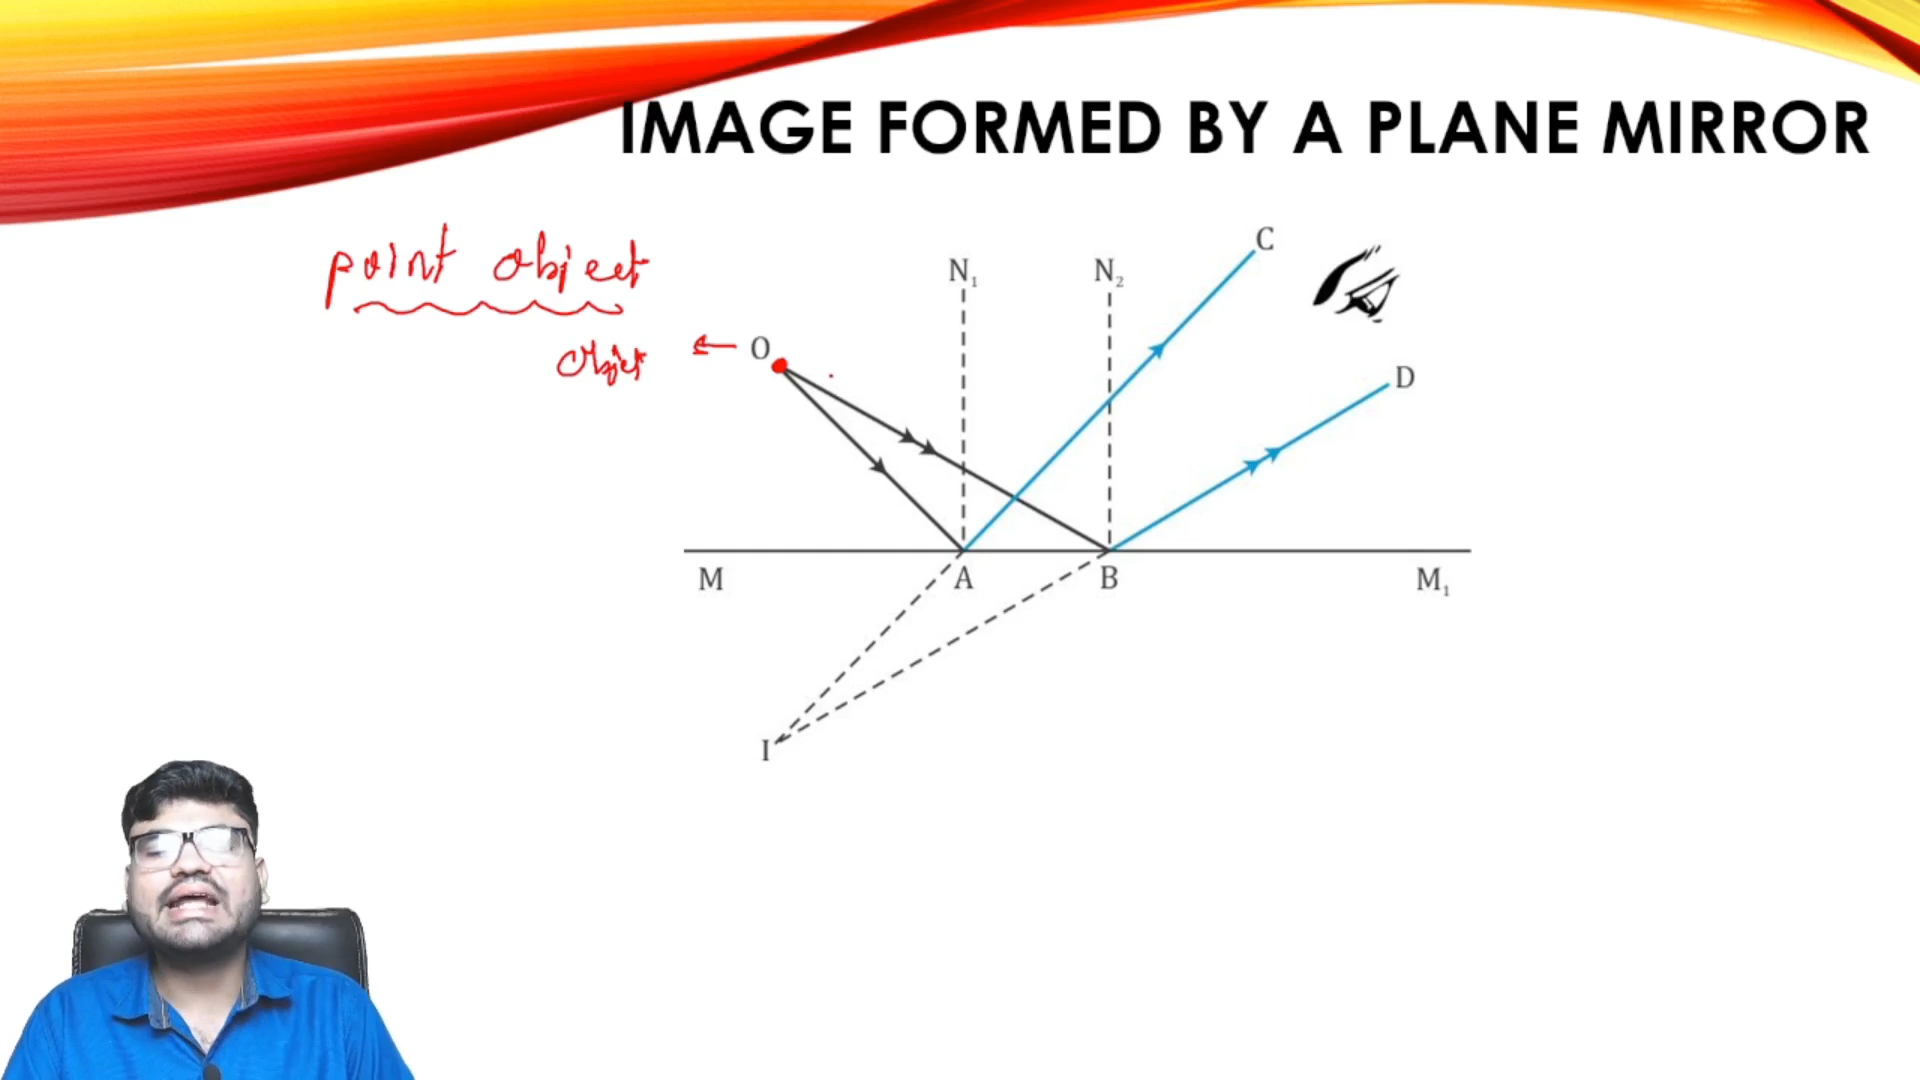 IMAGE FORMED BY A PLANE MIRROR
point object
object
O
N₁
N₂
C
D
M
A
B
M₁
I